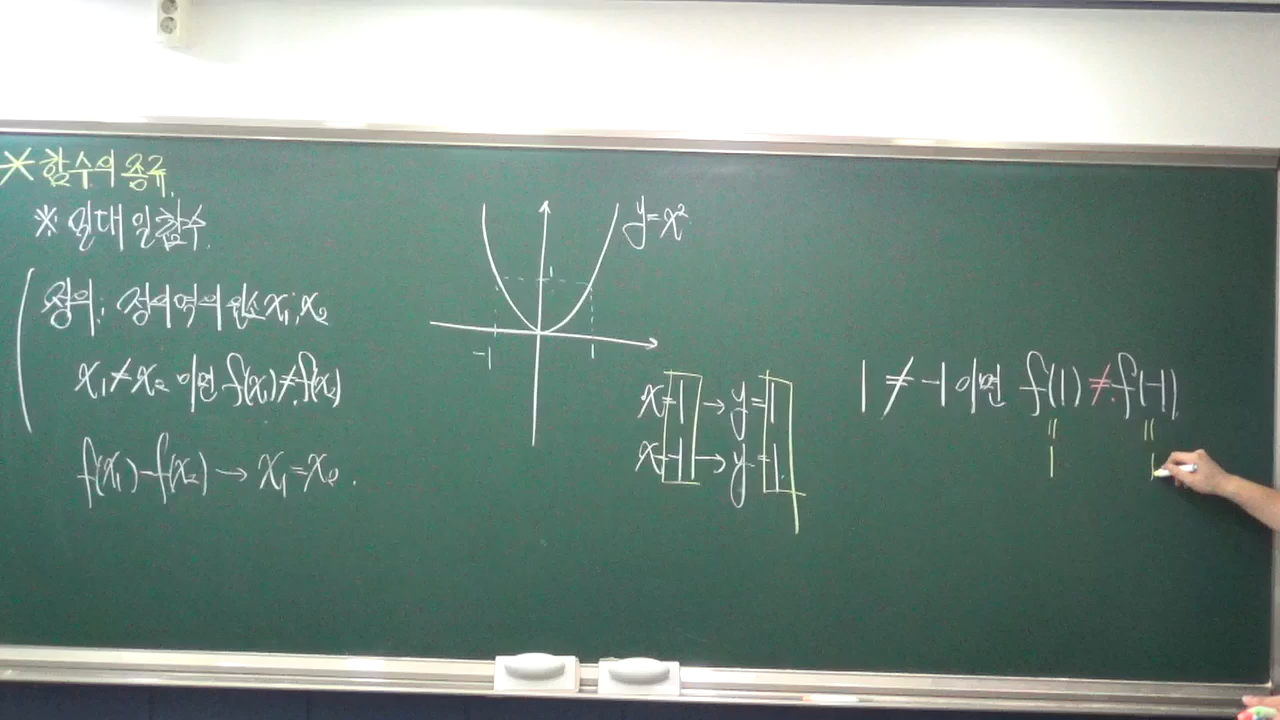 * 함수의 종류.
※ 일대일함수.
정의: 정의역의 원소 x₁, x₂
x₁≠x₂ 이면 f(x₁)≠f(x₂)
f(x₁)=f(x₂) → x₁=x₂.
y=x²
1
-1 1
x=1 → y=1
x=-1 → y=1.
1 ≠ -1 이면 f(1) ≠ f(-1).
= =
1 1